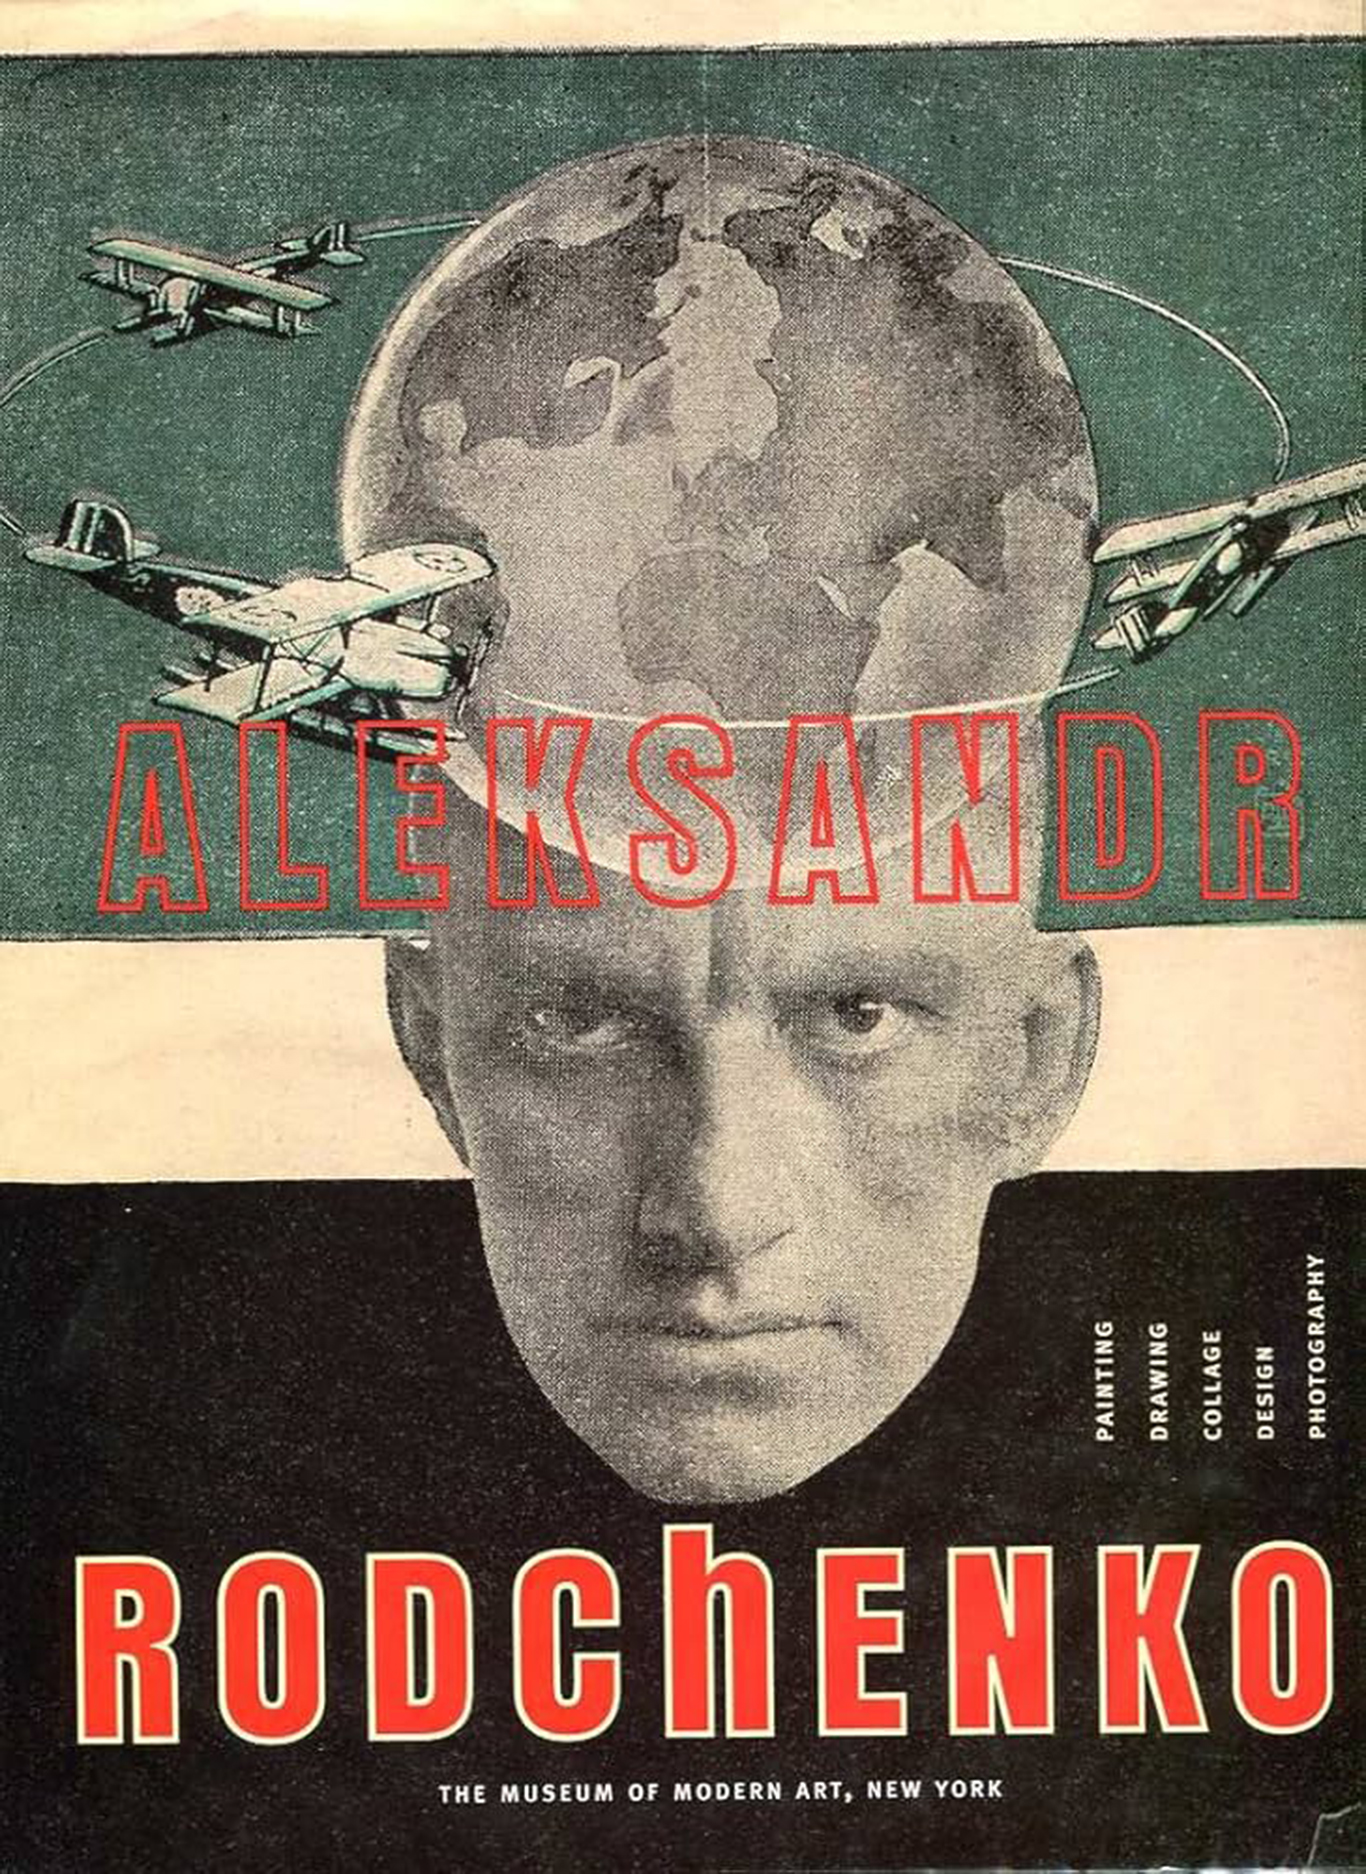 ALEKSANDR
PAINTING
DRAWING
COLLAGE
DESIGN
PHOTOGRAPHY
RODChENKO
THE MUSEUM OF MODERN ART, NEW YORK